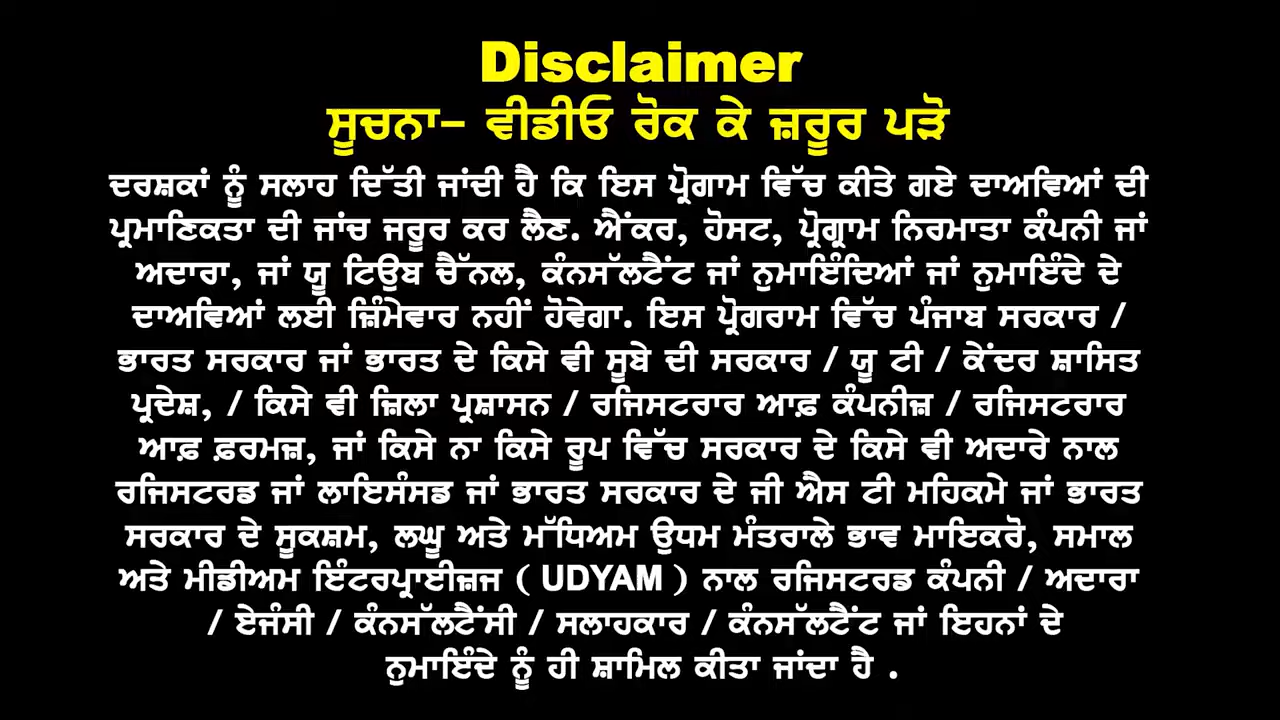 Disclaimer
ਸੂਚਨਾ- ਵੀਡੀਓ ਰੋਕ ਕੇ ਜ਼ਰੂਰ ਪੜੋ
ਦਰਸ਼ਕਾਂ ਨੂੰ ਸਲਾਹ ਦਿੱਤੀ ਜਾਂਦੀ ਹੈ ਕਿ ਇਸ ਪ੍ਰੋਗਾਮ ਵਿੱਚ ਕੀਤੇ ਗਏ ਦਾਅਵਿਆਂ ਦੀ
ਪ੍ਰਮਾਣਿਕਤਾ ਦੀ ਜਾਂਚ ਜਰੂਰ ਕਰ ਲੈਣ. ਐਂਕਰ, ਹੋਸਟ, ਪ੍ਰੋਗ੍ਰਾਮ ਨਿਰਮਾਤਾ ਕੰਪਨੀ ਜਾਂ
ਅਦਾਰਾ, ਜਾਂ ਯੂ ਟਿਊਬ ਚੈੱਨਲ, ਕੰਨਸੱਲਟੈਂਟ ਜਾਂ ਨੁਮਾਇੰਦਿਆਂ ਜਾਂ ਨੁਮਾਇੰਦੇ ਦੇ
ਦਾਅਵਿਆਂ ਲਈ ਜ਼ਿੰਮੇਵਾਰ ਨਹੀਂ ਹੋਵੇਗਾ. ਇਸ ਪ੍ਰੋਗਰਾਮ ਵਿੱਚ ਪੰਜਾਬ ਸਰਕਾਰ /
ਭਾਰਤ ਸਰਕਾਰ ਜਾਂ ਭਾਰਤ ਦੇ ਕਿਸੇ ਵੀ ਸੂਬੇ ਦੀ ਸਰਕਾਰ / ਯੂ ਟੀ / ਕੇਂਦਰ ਸ਼ਾਸਿਤ
ਪ੍ਰਦੇਸ਼, / ਕਿਸੇ ਵੀ ਜ਼ਿਲਾ ਪ੍ਰਸ਼ਾਸਨ / ਰਜਿਸਟਰਾਰ ਆਫ਼ ਕੰਪਨੀਜ਼ / ਰਜਿਸਟਰਾਰ
ਆਫ਼ ਫ਼ਰਮਜ਼, ਜਾਂ ਕਿਸੇ ਨਾ ਕਿਸੇ ਰੂਪ ਵਿੱਚ ਸਰਕਾਰ ਦੇ ਕਿਸੇ ਵੀ ਅਦਾਰੇ ਨਾਲ
ਰਜਿਸਟਰਡ ਜਾਂ ਲਾਇਸੰਸਡ ਜਾਂ ਭਾਰਤ ਸਰਕਾਰ ਦੇ ਜੀ ਐਸ ਟੀ ਮਹਿਕਮੇ ਜਾਂ ਭਾਰਤ
ਸਰਕਾਰ ਦੇ ਸੂਕਸ਼ਮ, ਲਘੂ ਅਤੇ ਮੱਧਿਅਮ ਉਧਮ ਮੰਤਰਾਲੇ ਭਾਵ ਮਾਇਕਰੋ, ਸਮਾਲ
ਅਤੇ ਮੀਡੀਅਮ ਇੰਟਰਪ੍ਰਾਈਜ਼ਜ ( UDYAM ) ਨਾਲ ਰਜਿਸਟਰਡ ਕੰਪਨੀ / ਅਦਾਰਾ
/ ਏਜੰਸੀ / ਕੰਨਸੱਲਟੈਂਸੀ / ਸਲਾਹਕਾਰ / ਕੰਨਸੱਲਟੈਂਟ ਜਾਂ ਇਹਨਾਂ ਦੇ
ਨੁਮਾਇੰਦੇ ਨੂੰ ਹੀ ਸ਼ਾਮਿਲ ਕੀਤਾ ਜਾਂਦਾ ਹੈ .